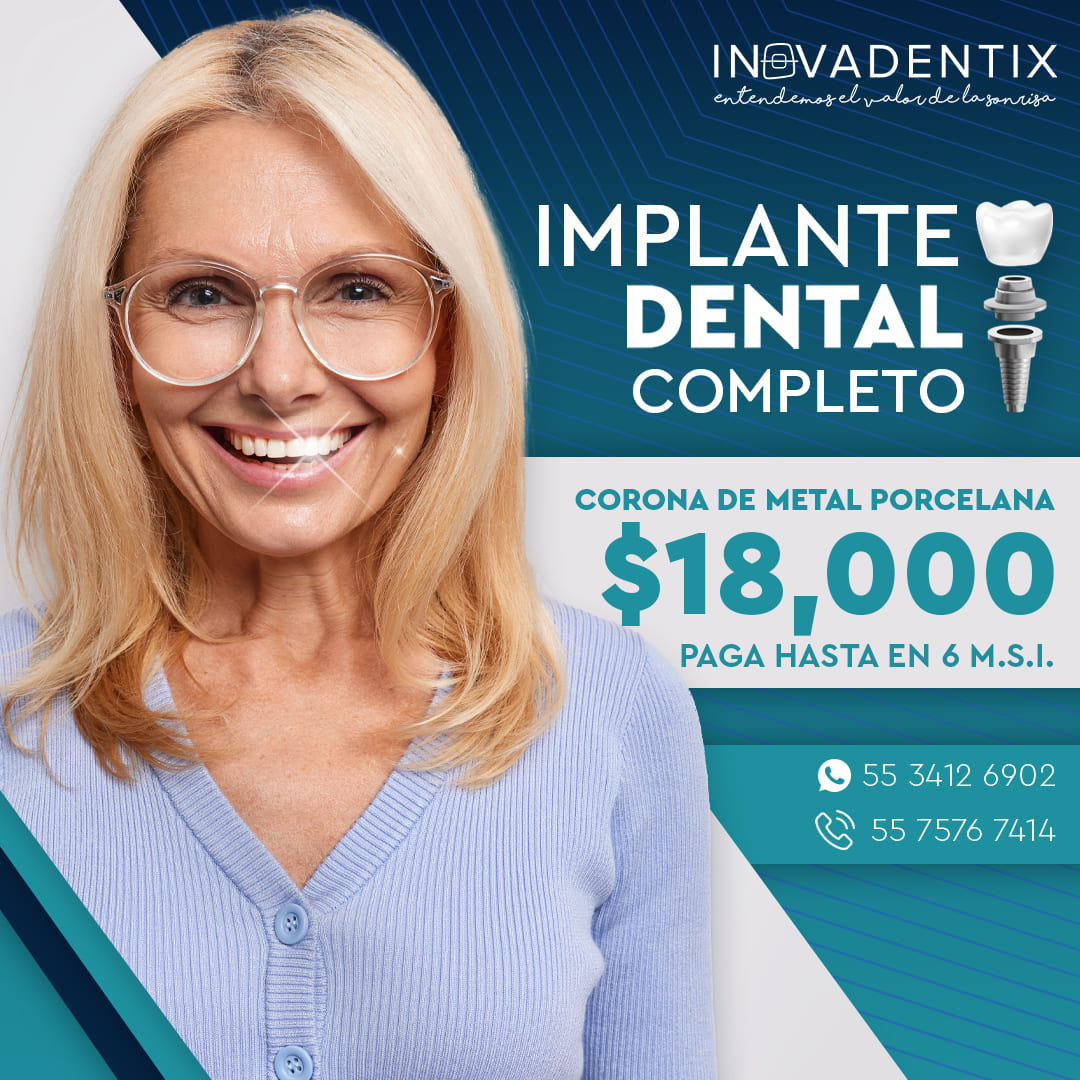 INOVADENTIX
entendemos el valor de la sonrisa
IMPLANTE
DENTAL
COMPLETO
CORONA DE METAL PORCELANA
$18,000
PAGA HASTA EN 6 M.S.I.
55 3412 6902
55 7576 7414